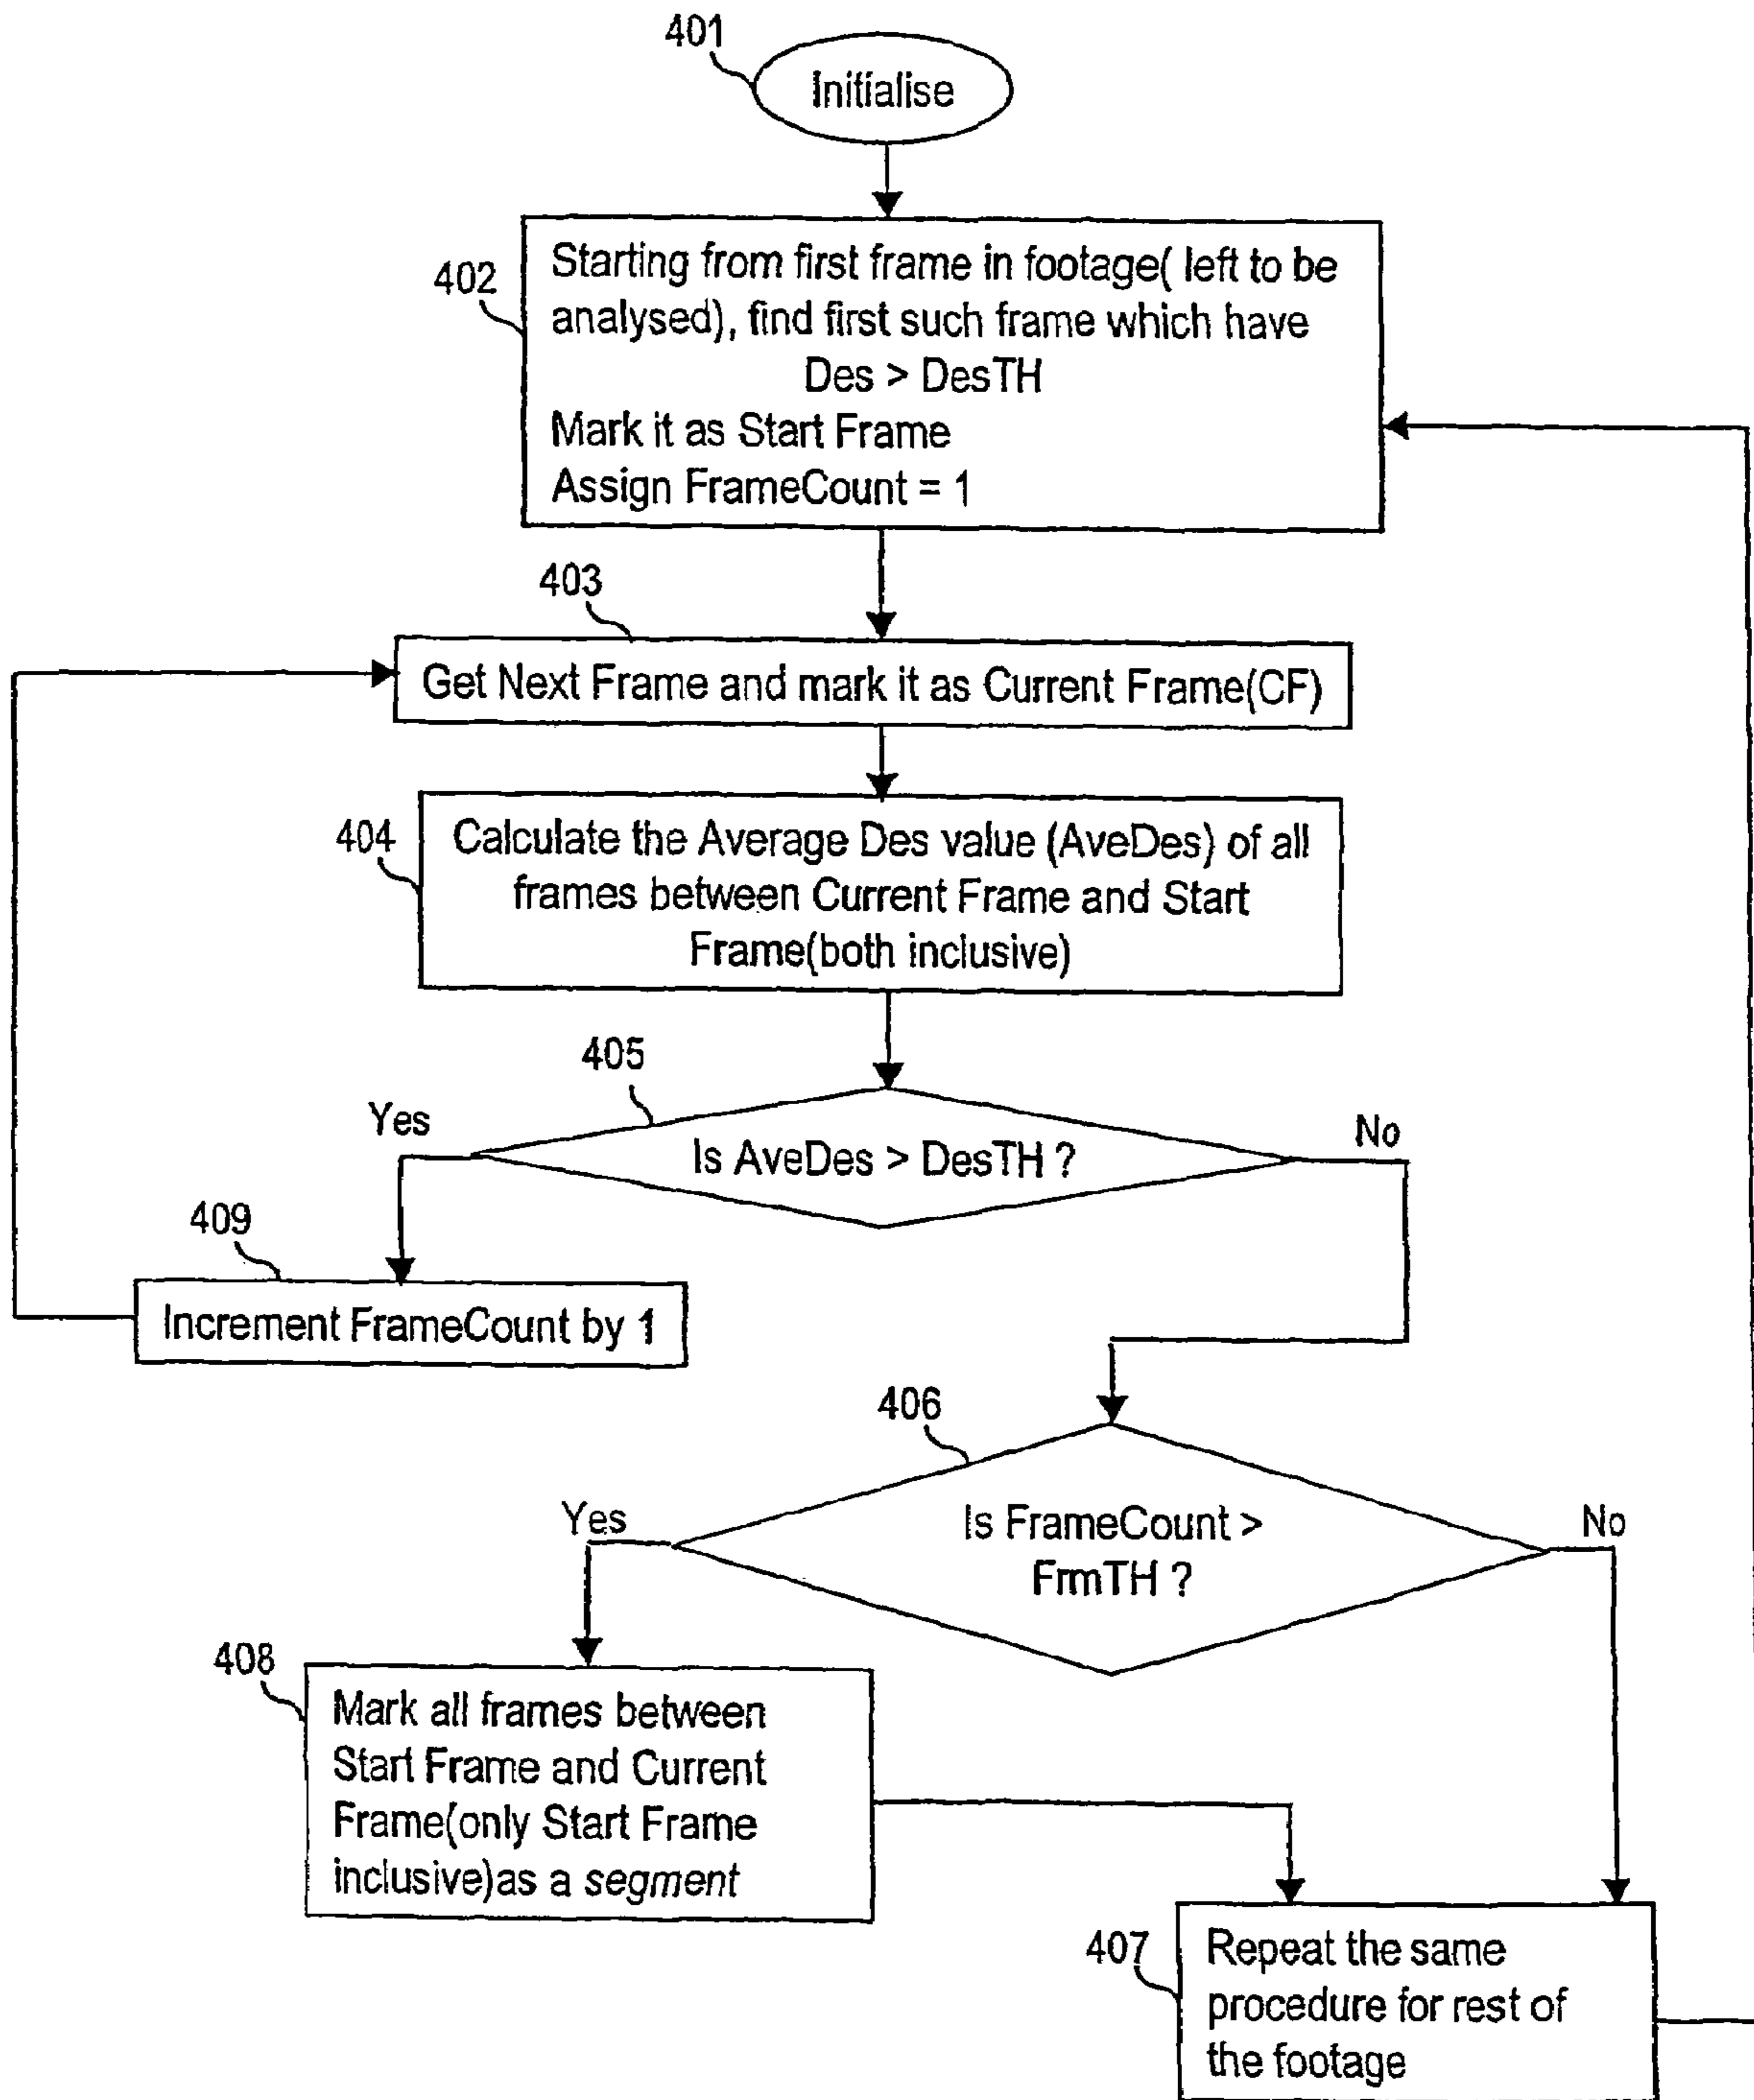 401
Initialise
402
Starting from first frame in footage( left to be
analysed), find first such frame which have
Des > DesTH
Mark it as Start Frame
Assign FrameCount = 1
403
Get Next Frame and mark it as Current Frame(CF)
404
Calculate the Average Des value (AveDes) of all
frames between Current Frame and Start
Frame(both inclusive)
405
Yes
Is AveDes > DesTH ?
No
409
Increment FrameCount by 1
406
Yes
Is FrameCount >
FrmTH ?
No
408
Mark all frames between
Start Frame and Current
Frame(only Start Frame
inclusive)as a segment
407
Repeat the same
procedure for rest of
the footage